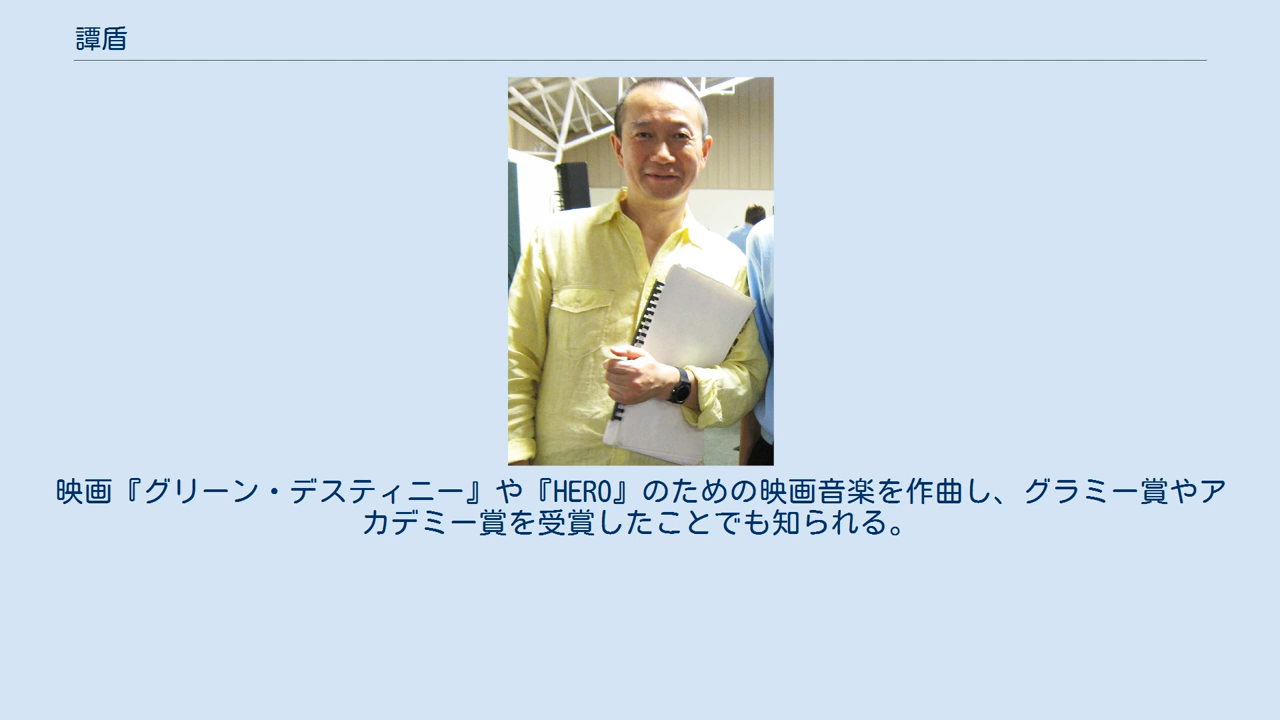 譚盾
映画『グリーン・デスティニー』や『HERO』のための映画音楽を作曲し、グラミー賞やア
カデミー賞を受賞したことでも知られる。